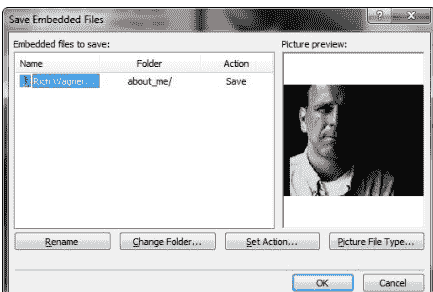 Save Embedded Files
Embedded files to save:
Picture preview:
Name Folder Action
Rich Wagner... about_me/ Save
Rename Change Folder... Set Action... Picture File Type...
OK Cancel